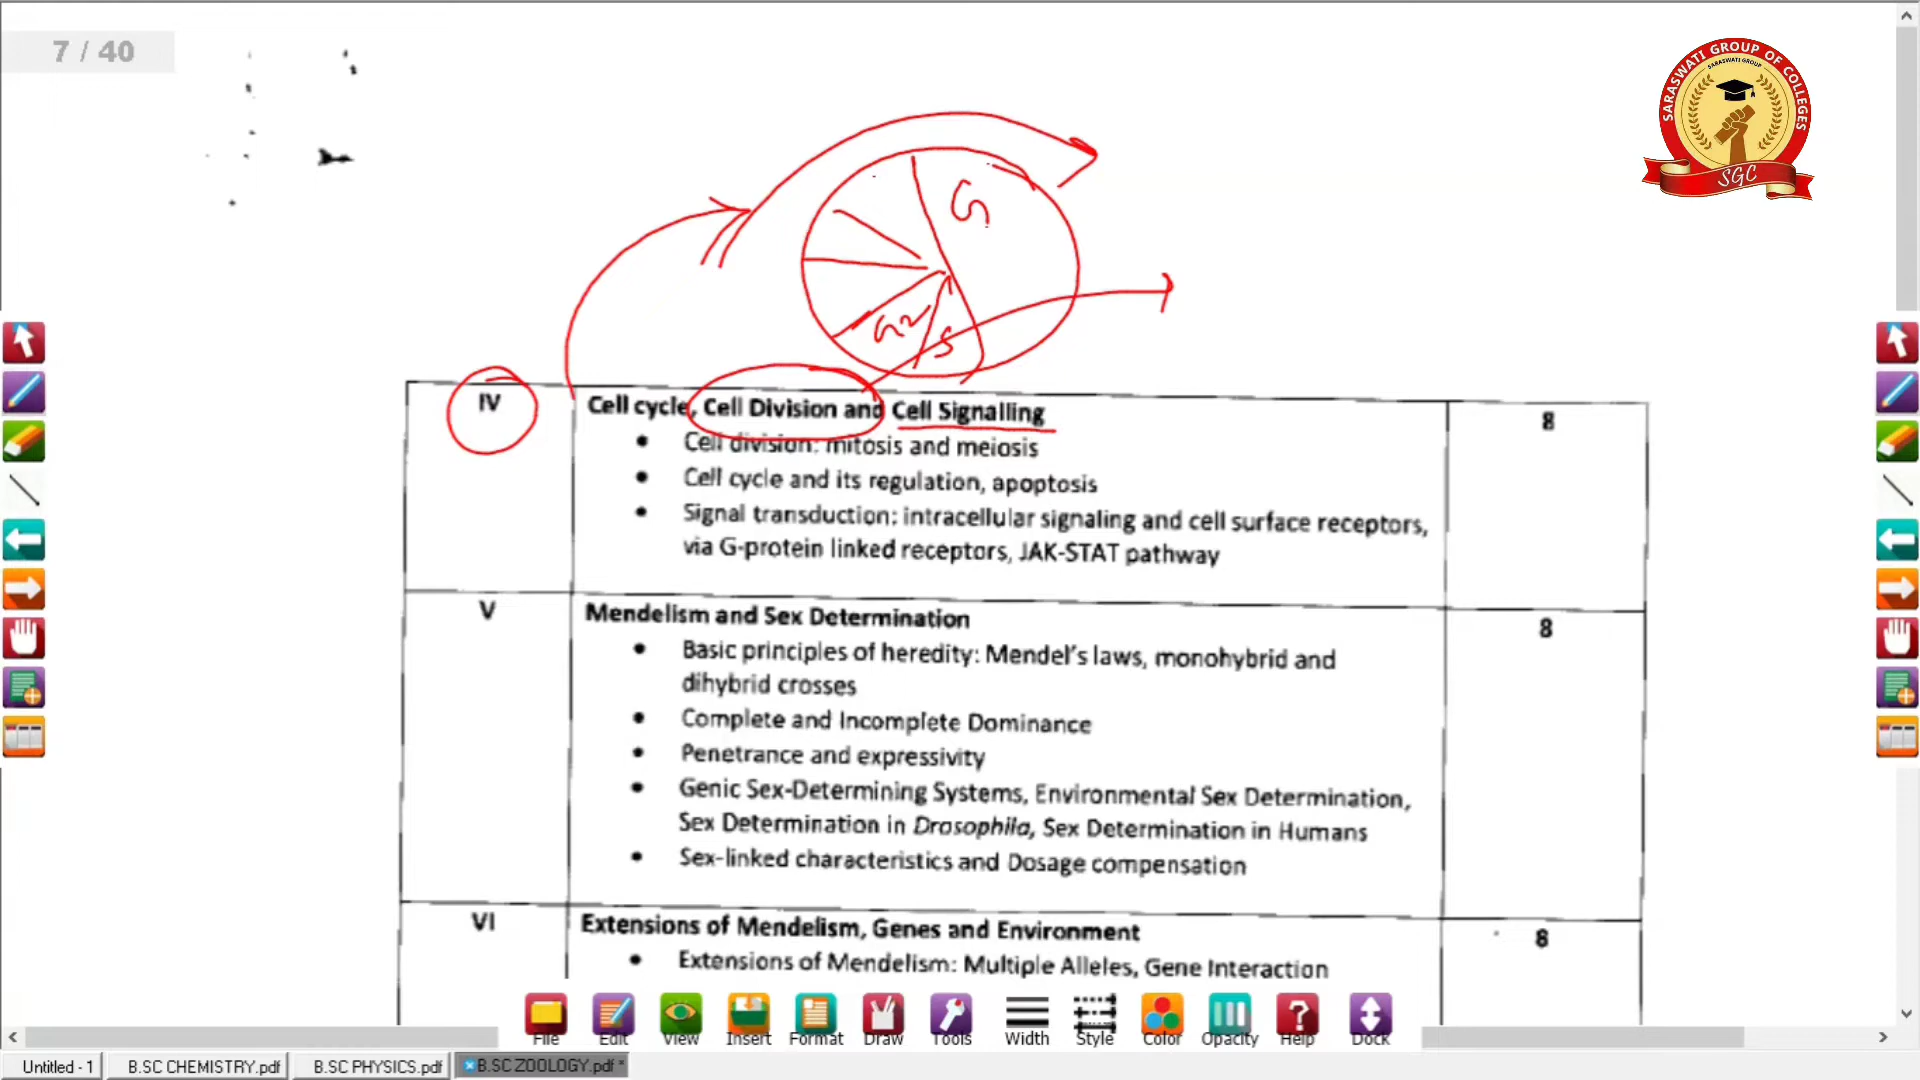 7 / 40
SARASWATI GROUP OF COLLEGES
SARASWATI GROUP
SGC
G1
G2
S
IV
Cell cycle, Cell Division and Cell Signalling
8
• Cell division: mitosis and meiosis
• Cell cycle and its regulation, apoptosis
• Signal transduction: intracellular signaling and cell surface receptors,
via G-protein linked receptors, JAK-STAT pathway
V
Mendelism and Sex Determination
8
• Basic principles of heredity: Mendel's laws, monohybrid and
dihybrid crosses
• Complete and Incomplete Dominance
• Penetrance and expressivity
• Genic Sex-Determining Systems, Environmental Sex Determination,
Sex Determination in Drosophila, Sex Determination in Humans
• Sex-linked characteristics and Dosage compensation
VI
Extensions of Mendelism, Genes and Environment
8
• Extensions of Mendelism: Multiple Alleles, Gene Interaction
File Edit View Insert Format Draw Tools Width Style Color Opacity Help Dock
Untitled - 1 B.SC CHEMISTRY.pdf B.SC PHYSICS.pdf B.SC ZOOLOGY.pdf *